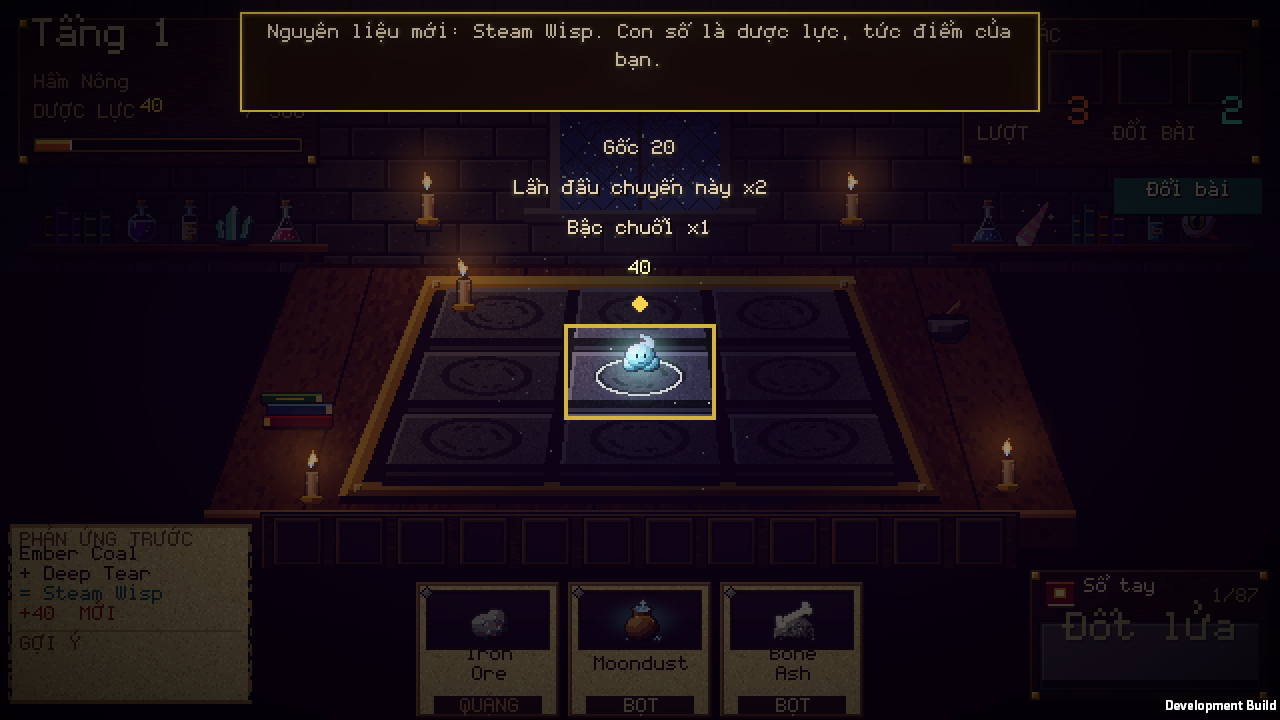 Tầng 1
Nguyên liệu mới: Steam Wisp. Con số là dược lực, tức điểm của
bạn.
Hầm Nông
DƯỢC LỰC 40
3
2
LƯỢT
ĐỔI BÀI
Gốc 20
Lần đầu chuyến này x2
Đổi bài
Bậc chuỗi x1
40
PHẢN ỨNG TRƯỚC
Ember Coal
+ Deep Tear
= Steam Wisp
+40 MỚI
GỢI Ý
Iron
Ore
QUẶNG
Moondust
BỘT
Bone
Ash
BỘT
Sổ tay
1/87
Đốt lửa
Development Build